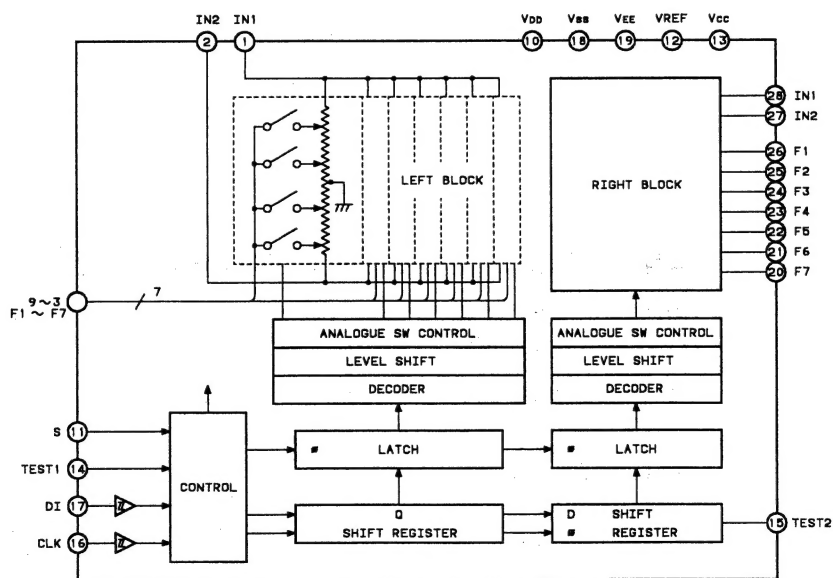 IN2 IN1 VDD VSS VEE VREF VCC
2 1 10 18 19 12 13
28 IN1
27 IN2
26 F1
25 F2
24 F3
23 F4
22 F5
21 F6
20 F7
LEFT BLOCK
RIGHT BLOCK
7
9～3
F1 ～ F7
ANALOGUE SW CONTROL
LEVEL SHIFT
DECODER
ANALOGUE SW CONTROL
LEVEL SHIFT
DECODER
S 11
TEST1 14
DI 17
CLK 16
CONTROL
LATCH
LATCH
Q
SHIFT REGISTER
D SHIFT
REGISTER
15 TEST2